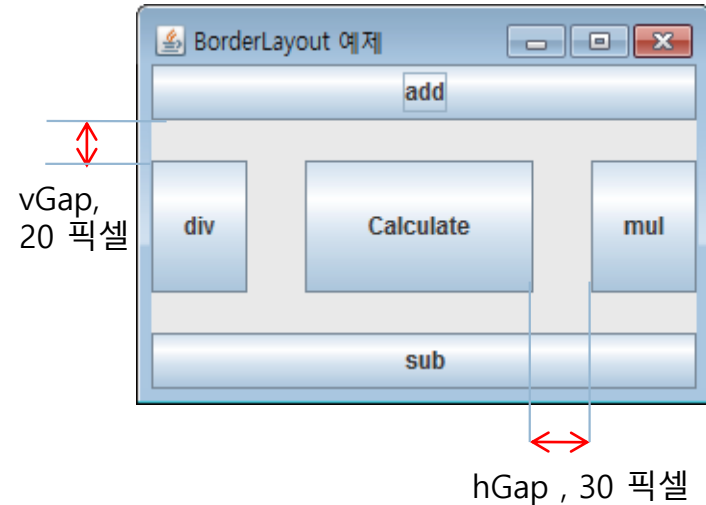 BorderLayout 예제
add
vGap,
20 픽셀
div
Calculate
mul
sub
hGap , 30 픽셀